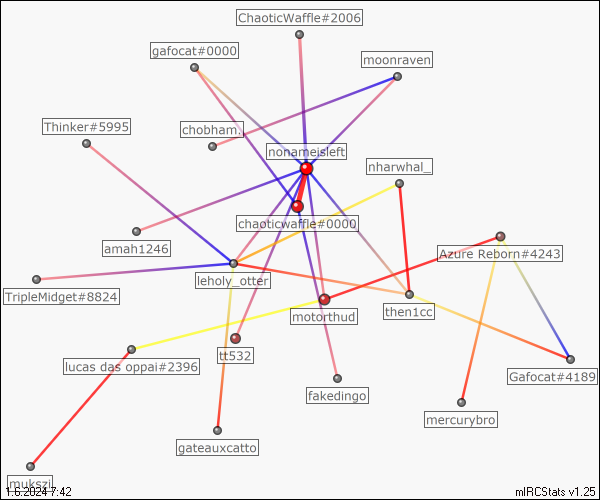 ChaoticWaffle#2006
gafocat#0000
moonraven
Thinker#5995
chobham.
nonameisleft
nharwhal_
chaoticwaffle#0000
amah1246
Azure Reborn#4243
leholy_otter
TripleMidget#8824
motorthud
then1cc
tt532
lucas das oppai#2396
Gafocat#4189
fakedingo
mercurybro
gateauxcatto
mukszi
1.6.2024 7:42
mIRCStats v1.25